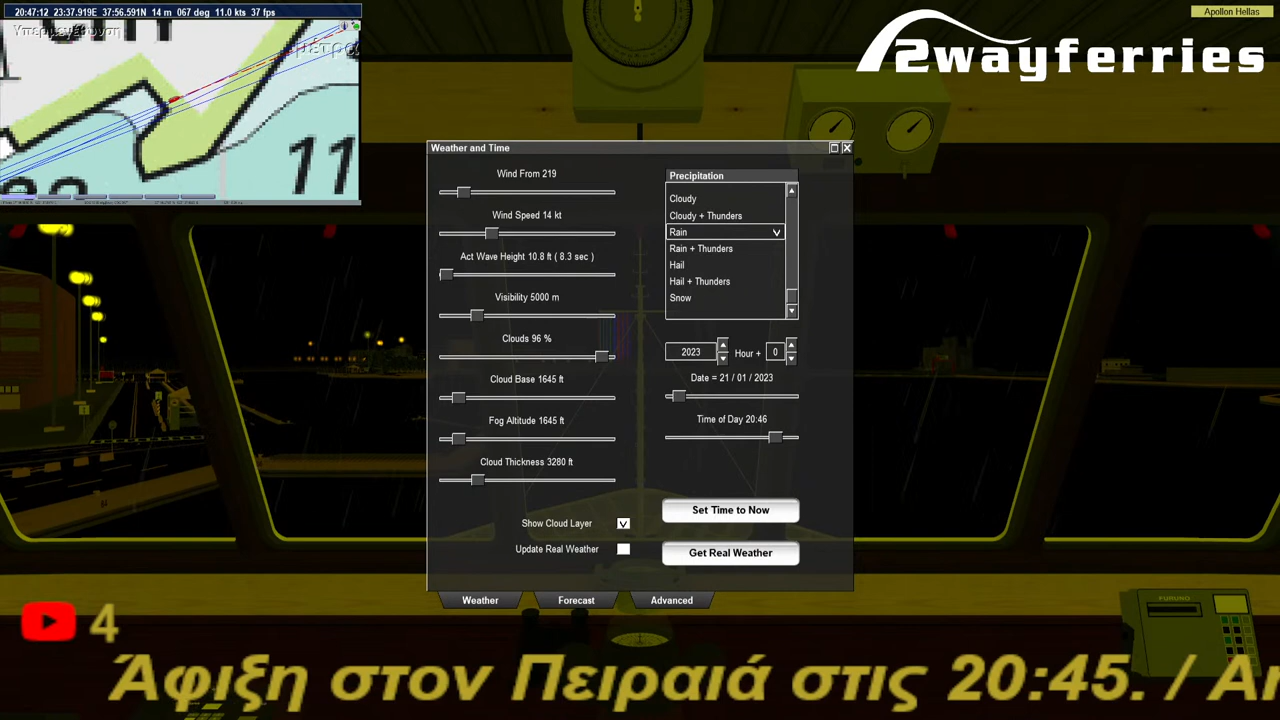 20:47:12 23:37.919E 37:56.591N 14 m 067 deg 11.0 kts 37 fps
Υπερμεγέτωυση
μέτρα
11
Apollon Hellas
2wayferries
Weather and Time
Wind From 219
Wind Speed 14 kt
Act Wave Height 10.8 ft ( 8.3 sec )
Visibility 5000 m
Clouds 96 %
Cloud Base 1645 ft
Fog Altitude 1645 ft
Cloud Thickness 3280 ft
Show Cloud Layer V
Update Real Weather
Precipitation
Cloudy
Cloudy + Thunders
Rain V
Rain + Thunders
Hail
Hail + Thunders
Snow
2023 Hour + 0
Date = 21 / 01 / 2023
Time of Day 20:46
Set Time to Now
Get Real Weather
Weather Forecast Advanced
FURUNO
4
Άφιξη στον Πειραιά στις 20:45. /